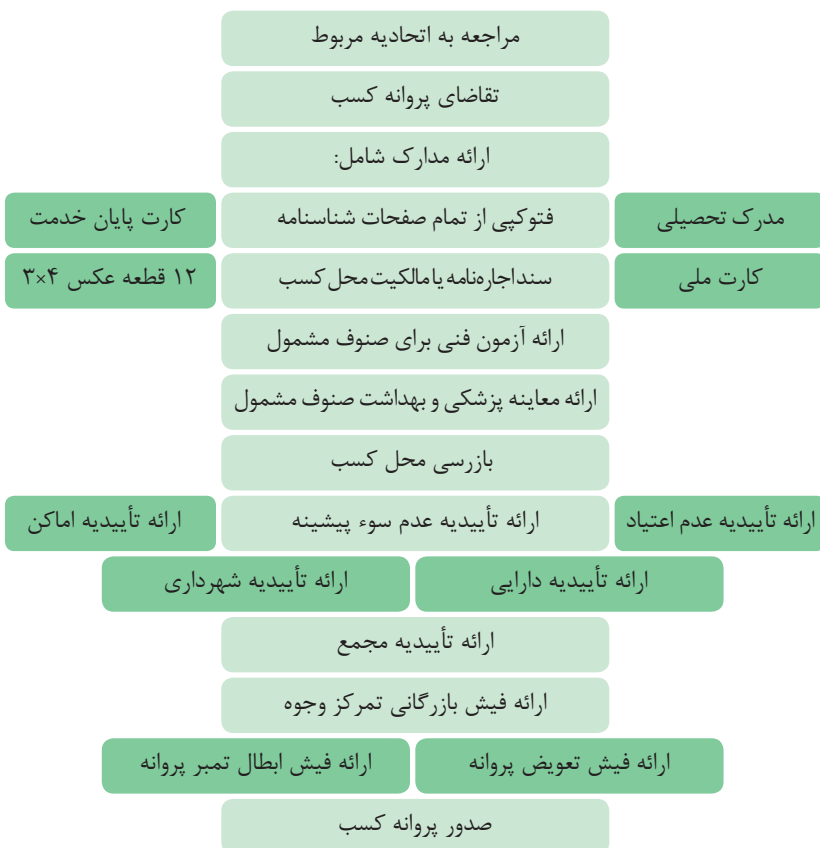 مراجعه به اتحادیه مربوط
تقاضای پروانه کسب
ارائه مدارک شامل:
مدرک تحصیلی
فتوکپی از تمام صفحات شناسنامه
کارت پایان خدمت
کارت ملی
سند اجاره‌نامه یا مالکیت محل کسب
۱۲ قطعه عکس ۴×۳
ارائه آزمون فنی برای صنوف مشمول
ارائه معاینه پزشکی و بهداشت صنوف مشمول
بازرسی محل کسب
ارائه تأییدیه عدم اعتیاد
ارائه تأییدیه عدم سوء پیشینه
ارائه تأییدیه اماکن
ارائه تأییدیه دارایی
ارائه تأییدیه شهرداری
ارائه تأییدیه مجمع
ارائه فیش بازرگانی تمرکز وجوه
ارائه فیش تعویض پروانه
ارائه فیش ابطال تمبر پروانه
صدور پروانه کسب